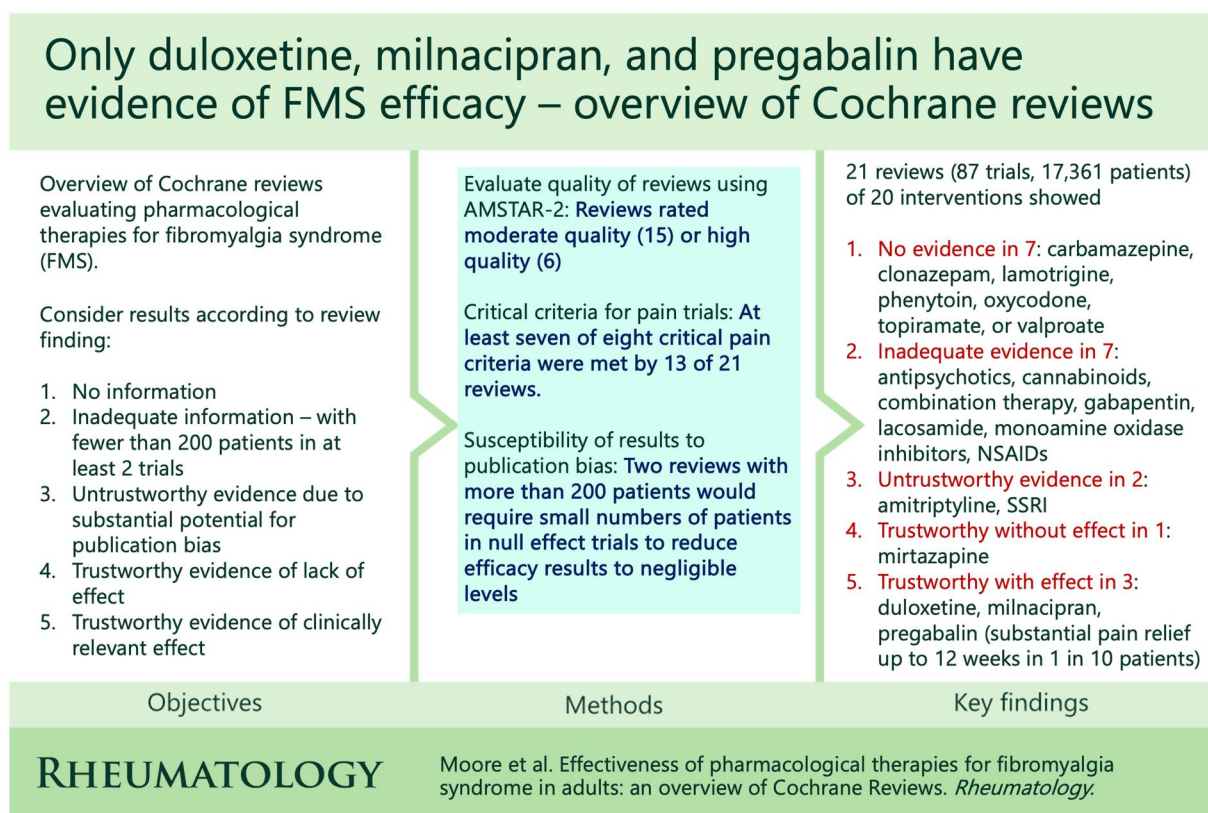 Only duloxetine, milnacipran, and pregabalin have
evidence of FMS efficacy – overview of Cochrane reviews
Overview of Cochrane reviews
evaluating pharmacological
therapies for fibromyalgia syndrome
(FMS).
Consider results according to review
finding:
1. No information
2. Inadequate information – with
fewer than 200 patients in at
least 2 trials
3. Untrustworthy evidence due to
substantial potential for
publication bias
4. Trustworthy evidence of lack of
effect
5. Trustworthy evidence of clinically
relevant effect
Objectives
Evaluate quality of reviews using
AMSTAR-2: Reviews rated
moderate quality (15) or high
quality (6)
Critical criteria for pain trials: At
least seven of eight critical pain
criteria were met by 13 of 21
reviews.
Susceptibility of results to
publication bias: Two reviews with
more than 200 patients would
require small numbers of patients
in null effect trials to reduce
efficacy results to negligible
levels
Methods
21 reviews (87 trials, 17,361 patients)
of 20 interventions showed
1. No evidence in 7: carbamazepine,
clonazepam, lamotrigine,
phenytoin, oxycodone,
topiramate, or valproate
2. Inadequate evidence in 7:
antipsychotics, cannabinoids,
combination therapy, gabapentin,
lacosamide, monoamine oxidase
inhibitors, NSAIDs
3. Untrustworthy evidence in 2:
amitriptyline, SSRI
4. Trustworthy without effect in 1:
mirtazapine
5. Trustworthy with effect in 3:
duloxetine, milnacipran,
pregabalin (substantial pain relief
up to 12 weeks in 1 in 10 patients)
Key findings
RHEUMATOLOGY
Moore et al. Effectiveness of pharmacological therapies for fibromyalgia
syndrome in adults: an overview of Cochrane Reviews. Rheumatology.